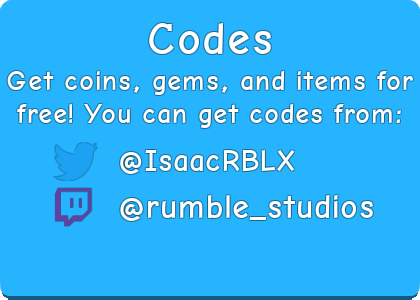 Codes
Get coins, gems, and items for
free! You can get codes from:
@IsaacRBLX
@rumble_studios